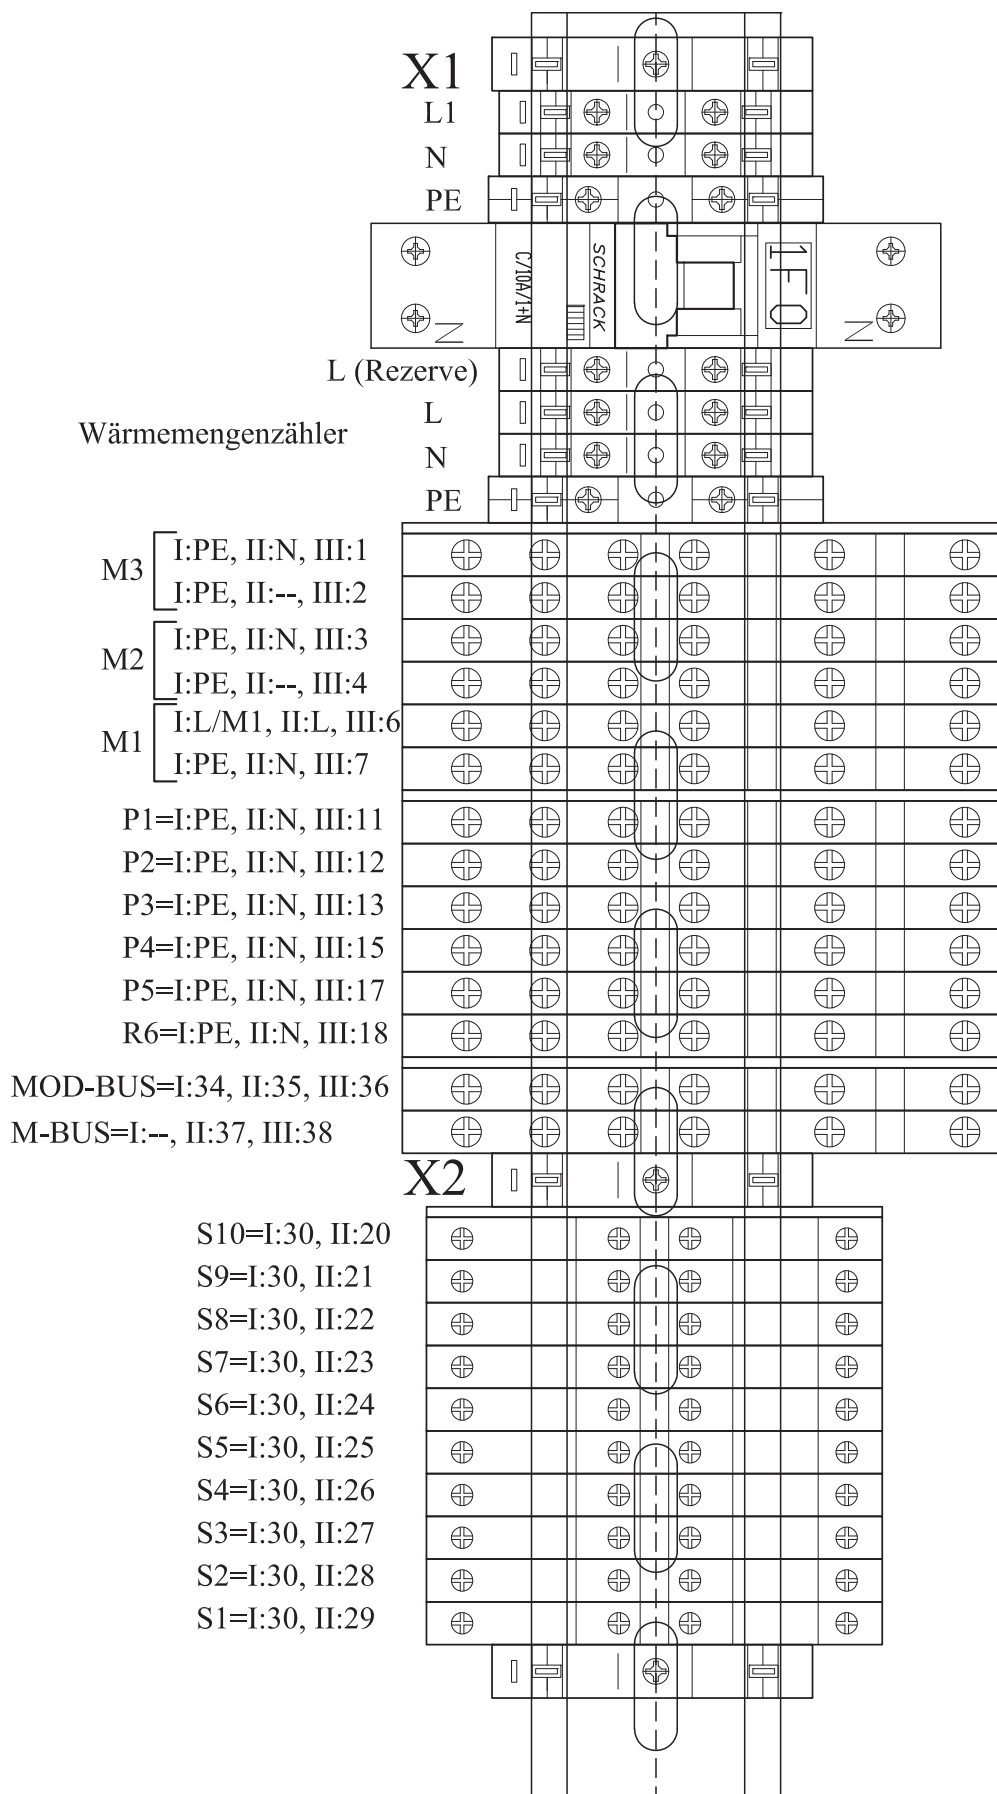 X1
L1
N
PE
C/10A/1+N
SCHRACK
1F0
N
N
L (Rezerve)
Wärmemengenzähler
L
N
PE
M3
I:PE, II:N, III:1
I:PE, II:--, III:2
M2
I:PE, II:N, III:3
I:PE, II:--, III:4
M1
I:L/M1, II:L, III:6
I:PE, II:N, III:7
P1=I:PE, II:N, III:11
P2=I:PE, II:N, III:12
P3=I:PE, II:N, III:13
P4=I:PE, II:N, III:15
P5=I:PE, II:N, III:17
R6=I:PE, II:N, III:18
MOD-BUS=I:34, II:35, III:36
M-BUS=I:--, II:37, III:38
X2
S10=I:30, II:20
S9=I:30, II:21
S8=I:30, II:22
S7=I:30, II:23
S6=I:30, II:24
S5=I:30, II:25
S4=I:30, II:26
S3=I:30, II:27
S2=I:30, II:28
S1=I:30, II:29